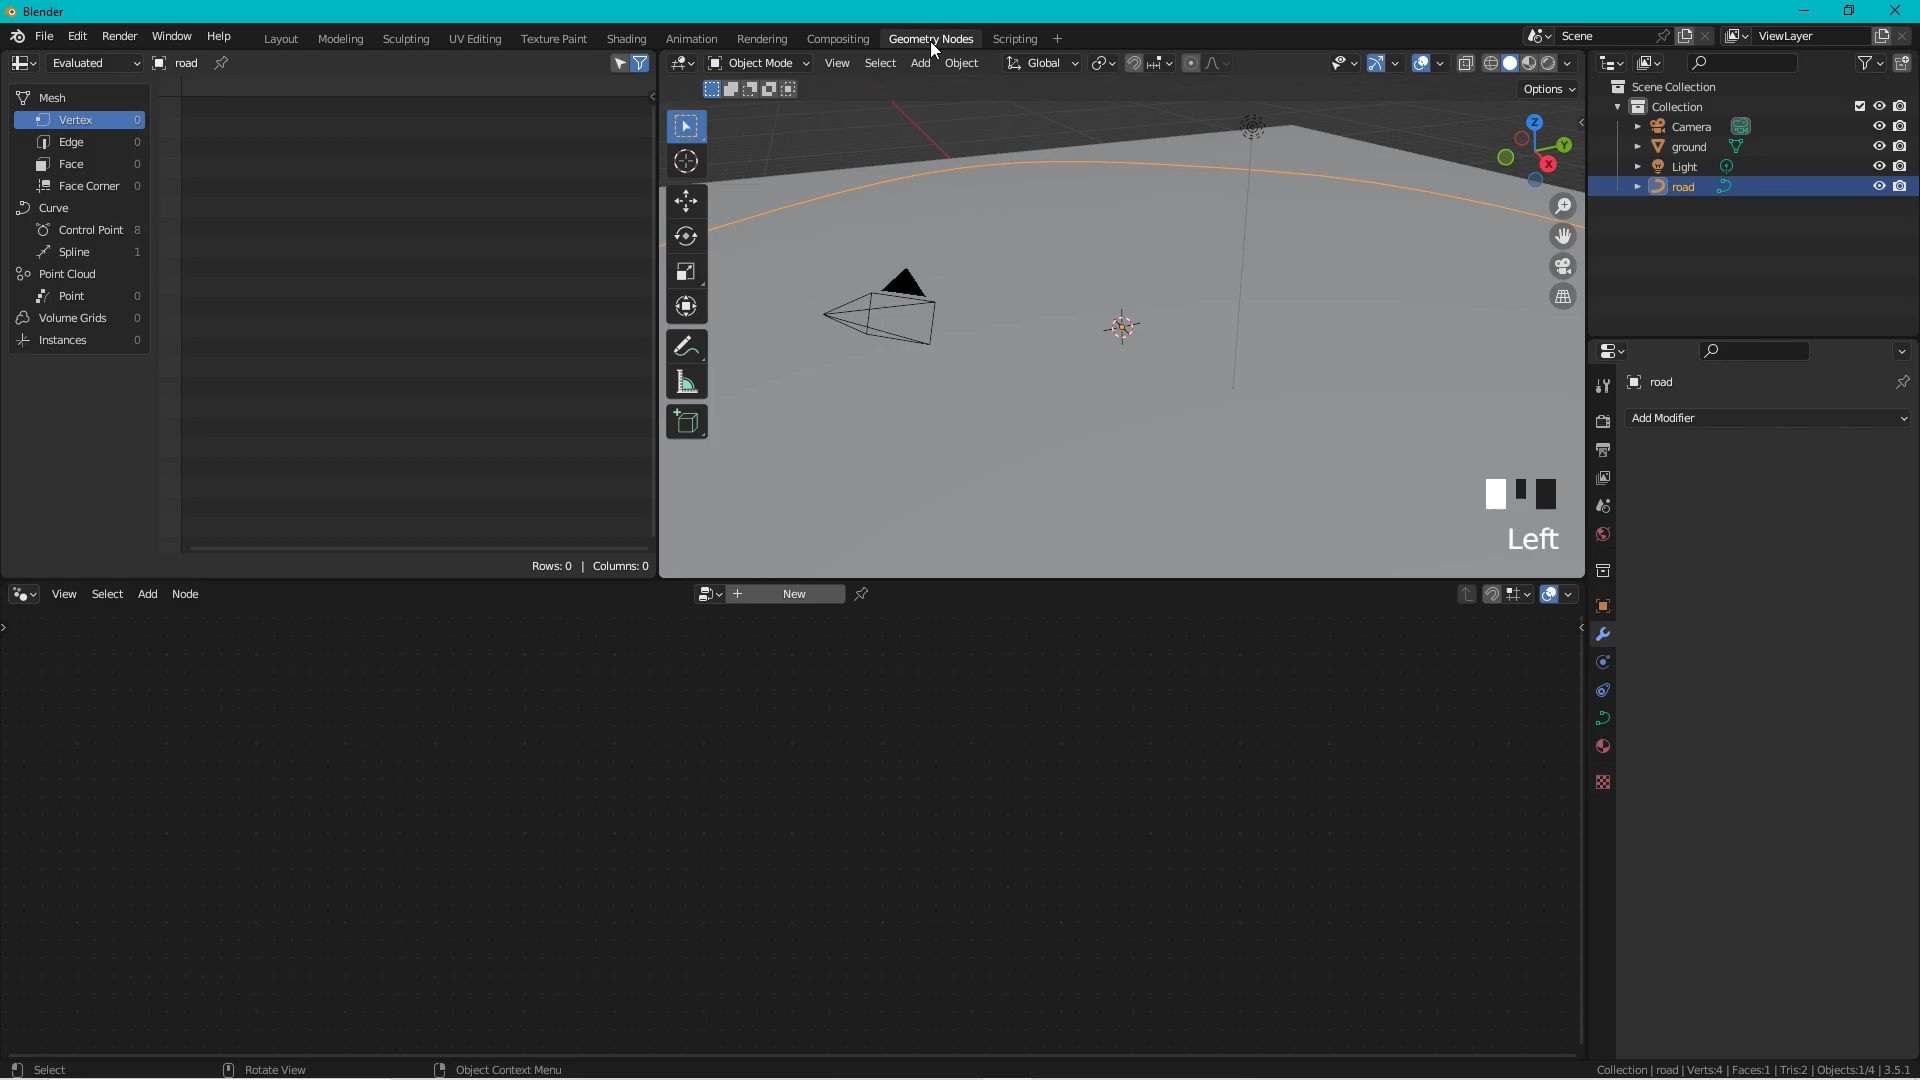 Blender
File Edit Render Window Help
Layout Modeling Sculpting UV Editing Texture Paint Shading Animation Rendering Compositing Geometry Nodes Scripting
Scene
ViewLayer
Evaluated
road
Object Mode
View Select Add Object
Global
Options
Mesh
Vertex 0
Edge 0
Face 0
Face Corner 0
Curve
Control Point 8
Spline 1
Point Cloud
Point 0
Volume Grids 0
Instances 0
Rows: 0 | Columns: 0
Z
Y
X
Left
Scene Collection
Collection
Camera
ground
Light
road
road
Add Modifier
View Select Add Node
New
Select
Rotate View
Object Context Menu
Collection | road | Verts:4 | Faces:1 | Tris:2 | Objects:1/4 | 3.5.1